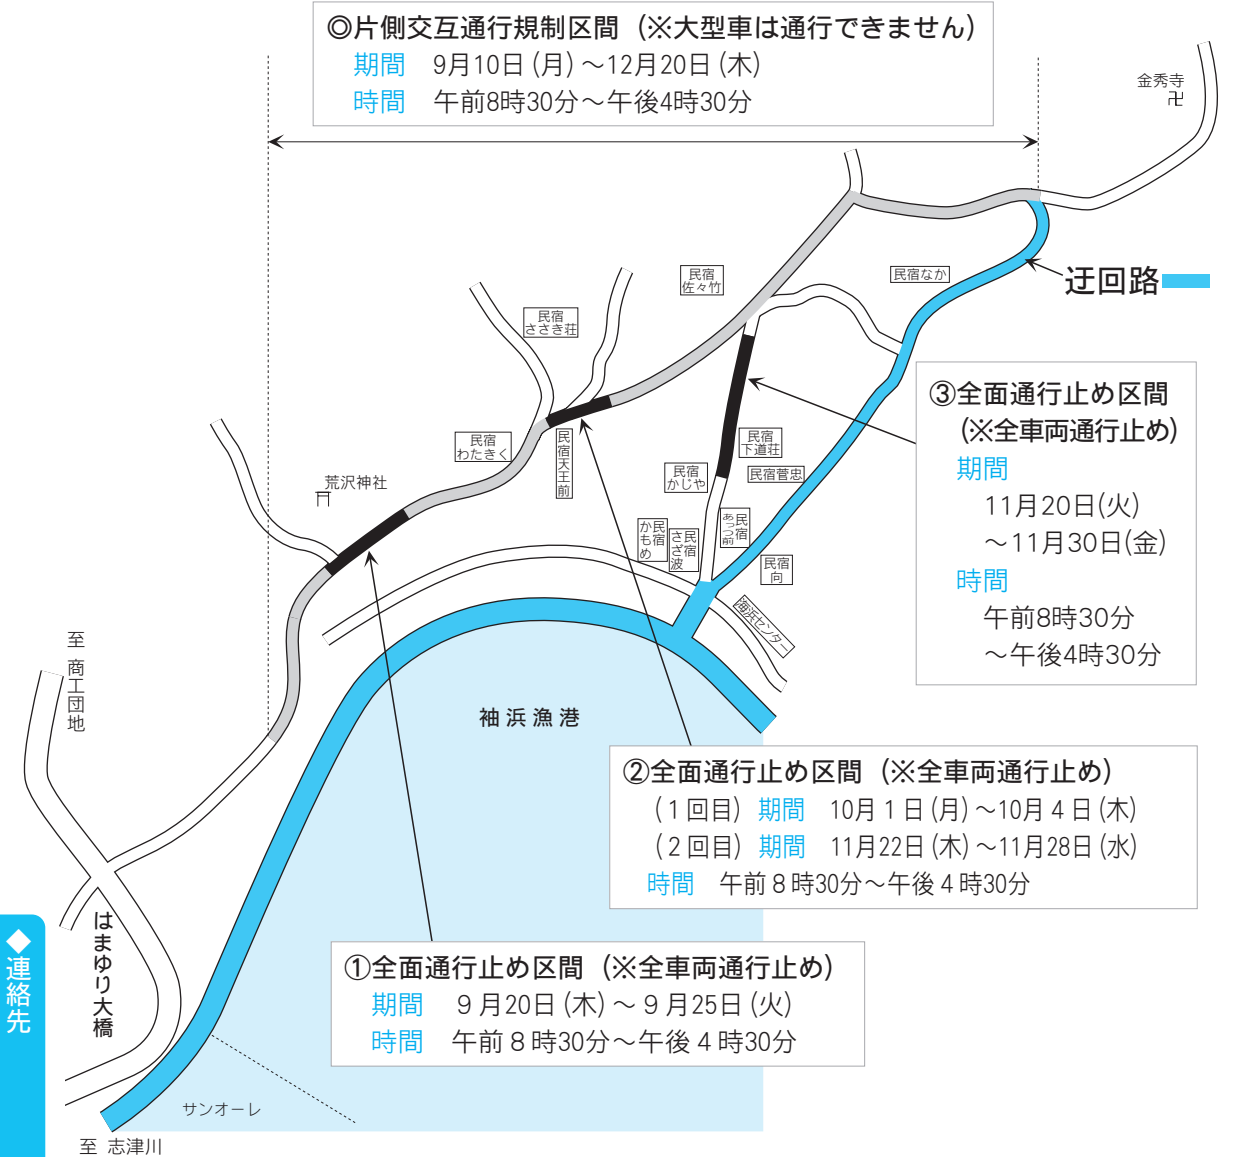 ◎片側交互通行規制区間（※大型車は通行できません）
期間　9月10日(月)～12月20日(木)
時間　午前8時30分～午後4時30分
金秀寺
卍
迂回路
民宿なか
民宿
佐々竹
民宿
ささき荘
③全面通行止め区間
（※全車両通行止め）
期間
11月20日(火)
～11月30日(金)
時間
午前8時30分
～午後4時30分
民宿
わたきく
民宿天王前
民宿
下道荘
民宿
かじや
民宿菅忠
荒沢神社
民宿
かもめ
民宿
さざ波
民宿
あっつ前
民宿
向
海浜センター
至 商工団地
袖浜漁港
②全面通行止め区間（※全車両通行止め）
（１回目）期間　10月１日(月)～10月４日(木)
（２回目）期間　11月22日(木)～11月28日(水)
時間　午前８時30分～午後４時30分
はまゆり大橋
①全面通行止め区間（※全車両通行止め）
期間　９月20日(木)～９月25日(火)
時間　午前８時30分～午後４時30分
◆連絡先
サンオーレ
至 志津川